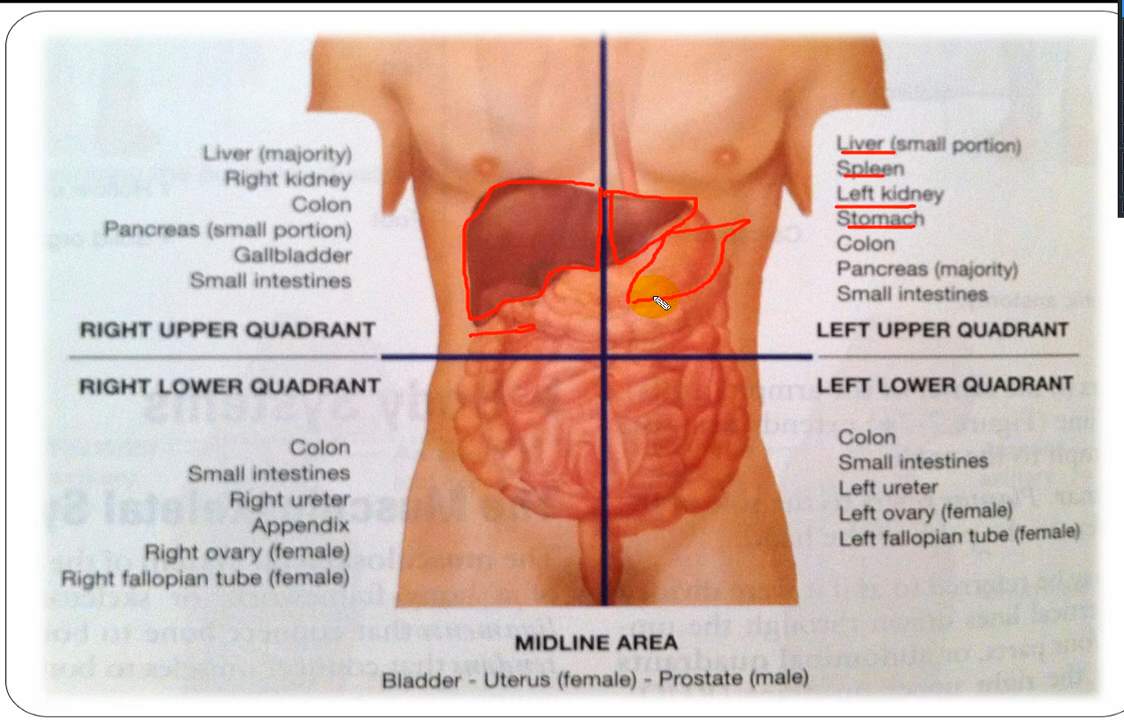 Liver (majority)
Right kidney
Colon
Pancreas (small portion)
Gallbladder
Small intestines
RIGHT UPPER QUADRANT
Liver (small portion)
Spleen
Left kidney
Stomach
Colon
Pancreas (majority)
Small intestines
LEFT UPPER QUADRANT
RIGHT LOWER QUADRANT
Colon
Small intestines
Right ureter
Appendix
Right ovary (female)
Right fallopian tube (female)
LEFT LOWER QUADRANT
Colon
Small intestines
Left ureter
Left ovary (female)
Left fallopian tube (female)
MIDLINE AREA
Bladder - Uterus (female) - Prostate (male)